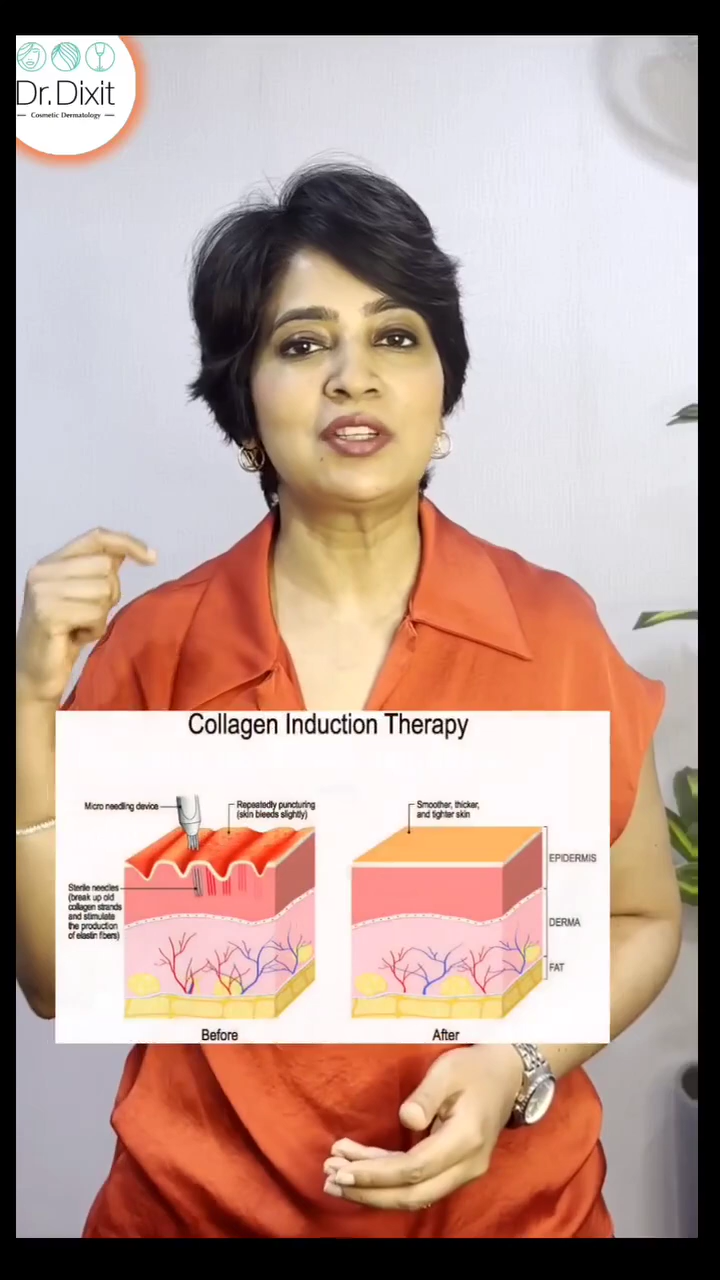 Dr.Dixit
Cosmetic Dermatology
Collagen Induction Therapy
Micro needling device
Repeatedly puncturing
(skin bleeds slightly)
Sterile needles
(break up old
collagen strands
and stimulate
the production
of elastin fibers)
Before
Smoother, thicker,
and tighter skin
EPIDERMIS
DERMA
FAT
After